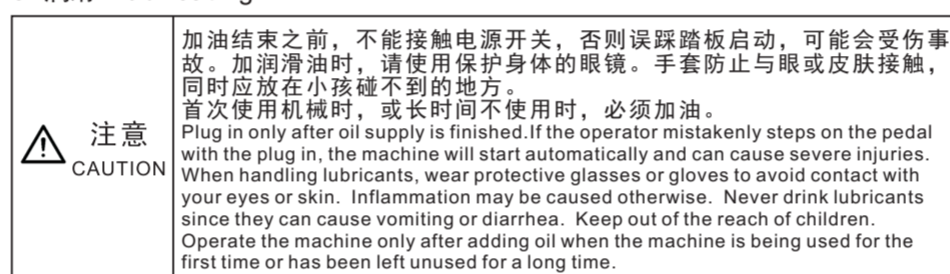 注意
CAUTION
加油结束之前，不能接触电源开关，否则误踩踏板启动，可能会受伤事
故。加润滑油时，请使用保护身体的眼镜。手套防止与眼或皮肤接触，
同时应放在小孩碰不到的地方。
首次使用机械时，或长时间不使用时，必须加油。
Plug in only after oil supply is finished.If the operator mistakenly steps on the pedal
with the plug in, the machine will start automatically and can cause severe injuries.
When handling lubricants, wear protective glasses or gloves to avoid contact with
your eyes or skin.  Inflammation may be caused otherwise.  Never drink lubricants
since they can cause vomiting or diarrhea.  Keep out of the reach of children.
Operate the machine only after adding oil when the machine is being used for the
first time or has been left unused for a long time.